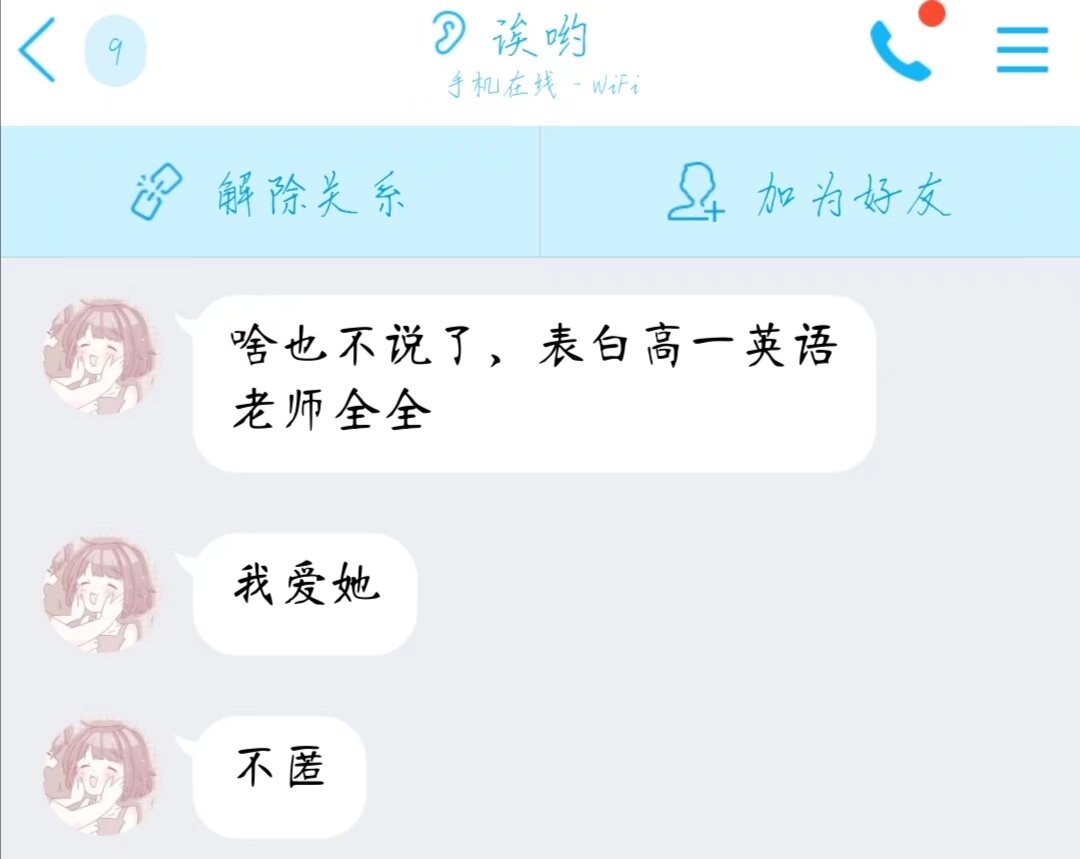 9
诶哟
手机在线 - WiFi
解除关系
加为好友
啥也不说了，表白高一英语
老师全全
我爱她
不匿